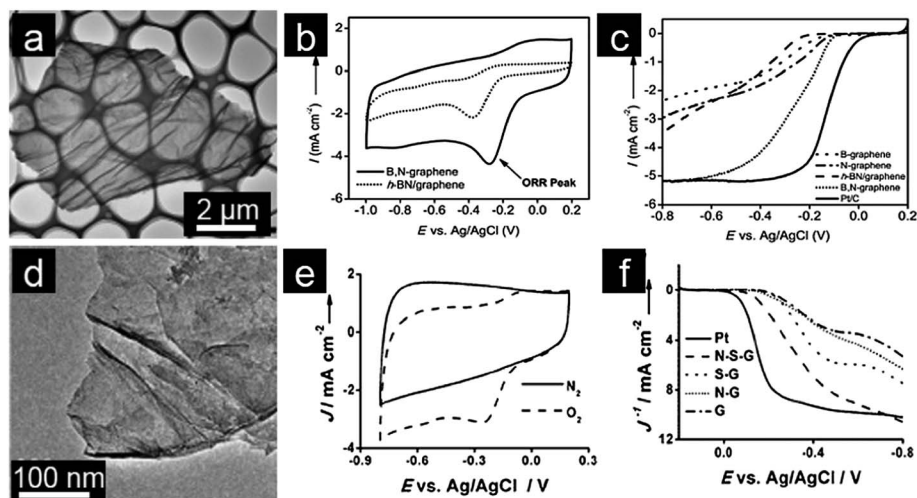 a
2 µm
b
I (mA cm⁻²)
2
0
-2
-4
-6
B,N-graphene
h-BN/graphene
ORR Peak
-1.0 -0.8 -0.6 -0.4 -0.2 0.0 0.2
E vs. Ag/AgCl (V)
c
I (mA cm⁻²)
0
-1
-2
-3
-4
-5
-6
B-graphene
N-graphene
h-BN/graphene
B,N-graphene
Pt/C
-0.8 -0.6 -0.4 -0.2 0.0 0.2
E vs. Ag/AgCl (V)
d
100 nm
e
J / mA cm⁻²
2
0
-2
-4
N₂
O₂
-0.9 -0.6 -0.3 0.0 0.3
E vs. Ag/AgCl / V
f
J⁻¹ / mA cm⁻²
0
4
8
12
Pt
N-S-G
S-G
N-G
G
0.0 -0.4 -0.8
E vs. Ag/AgCl / V